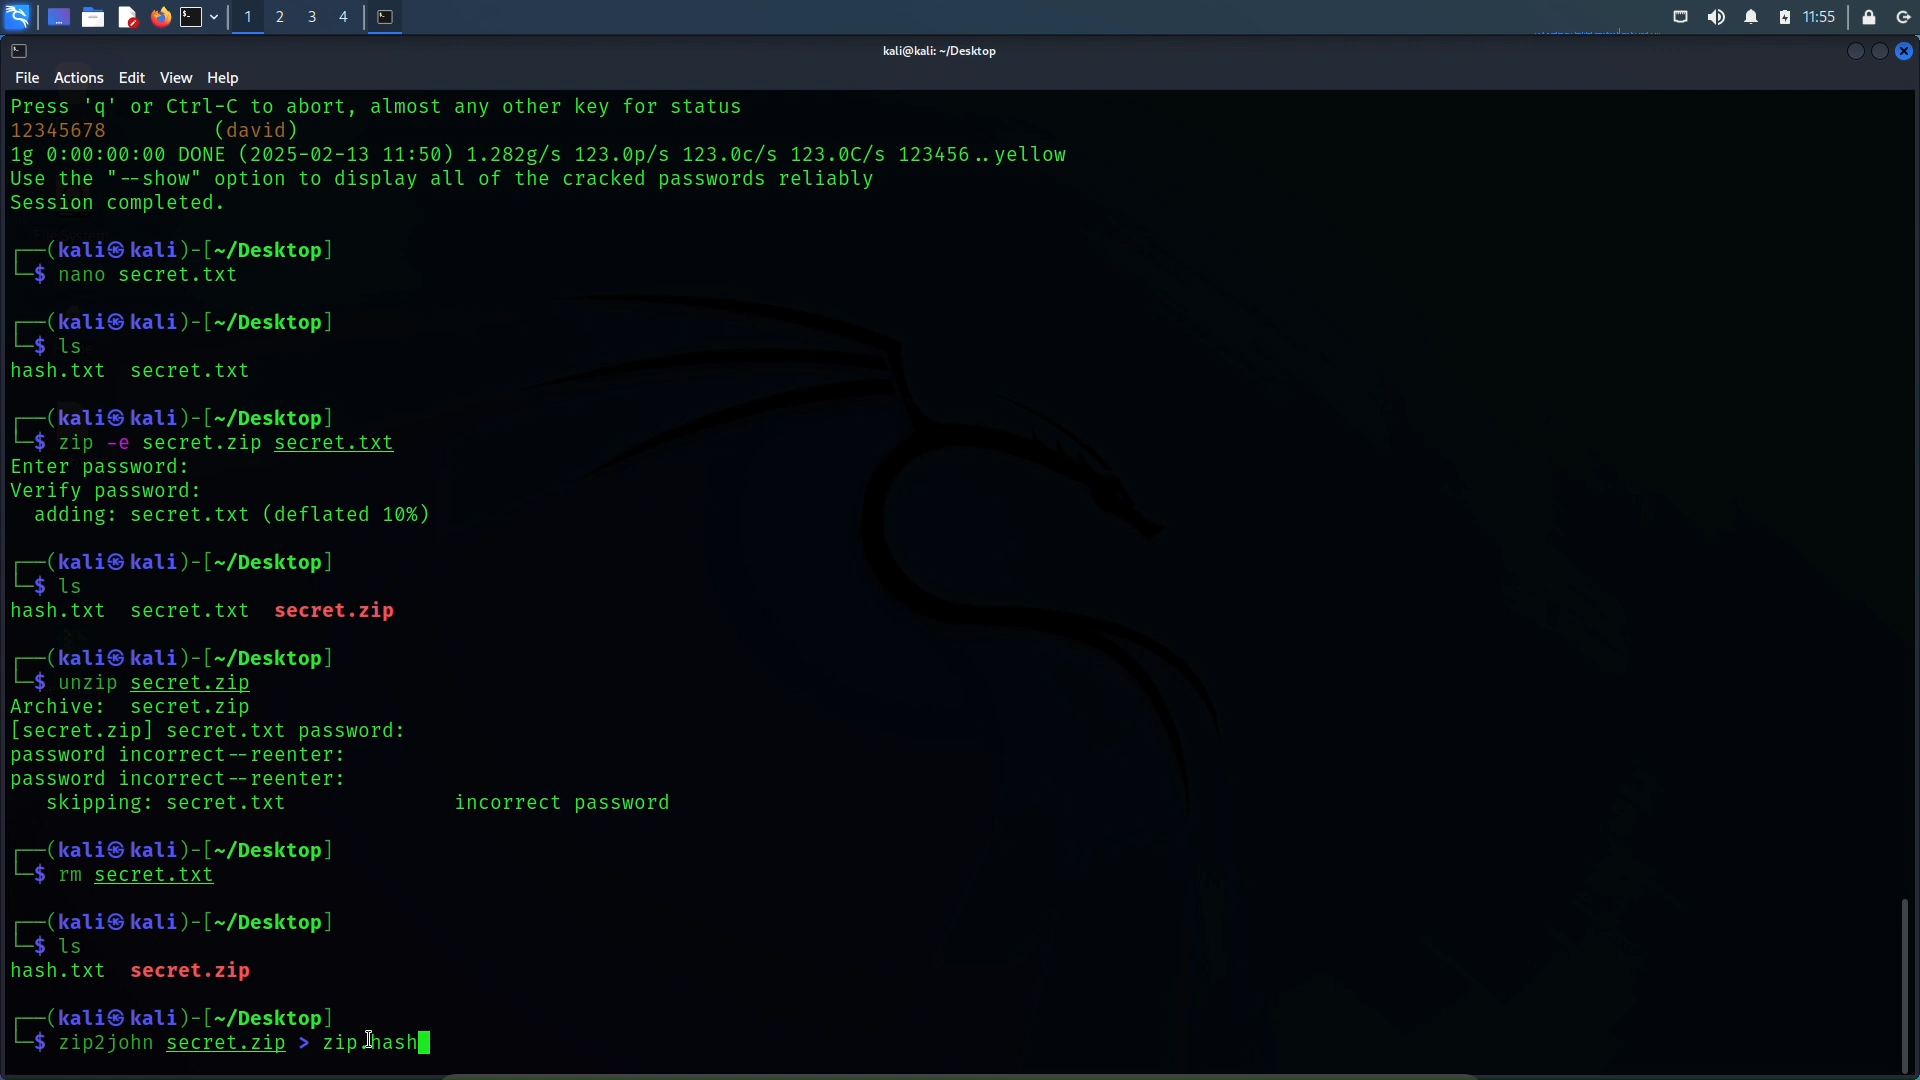 1 2 3 4 11:55
kali@kali: ~/Desktop
File Actions Edit View Help
Press 'q' or Ctrl-C to abort, almost any other key for status
12345678 (david)
1g 0:00:00:00 DONE (2025-02-13 11:50) 1.282g/s 123.0p/s 123.0c/s 123.0C/s 123456..yellow
Use the "--show" option to display all of the cracked passwords reliably
Session completed.
┌──(kali㉿kali)-[~/Desktop]
└─$ nano secret.txt
┌──(kali㉿kali)-[~/Desktop]
└─$ ls
hash.txt secret.txt
┌──(kali㉿kali)-[~/Desktop]
└─$ zip -e secret.zip secret.txt
Enter password:
Verify password:
adding: secret.txt (deflated 10%)
┌──(kali㉿kali)-[~/Desktop]
└─$ ls
hash.txt secret.txt secret.zip
┌──(kali㉿kali)-[~/Desktop]
└─$ unzip secret.zip
Archive: secret.zip
[secret.zip] secret.txt password:
password incorrect--reenter:
password incorrect--reenter:
skipping: secret.txt incorrect password
┌──(kali㉿kali)-[~/Desktop]
└─$ rm secret.txt
┌──(kali㉿kali)-[~/Desktop]
└─$ ls
hash.txt secret.zip
┌──(kali㉿kali)-[~/Desktop]
└─$ zip2john secret.zip > zip.hash